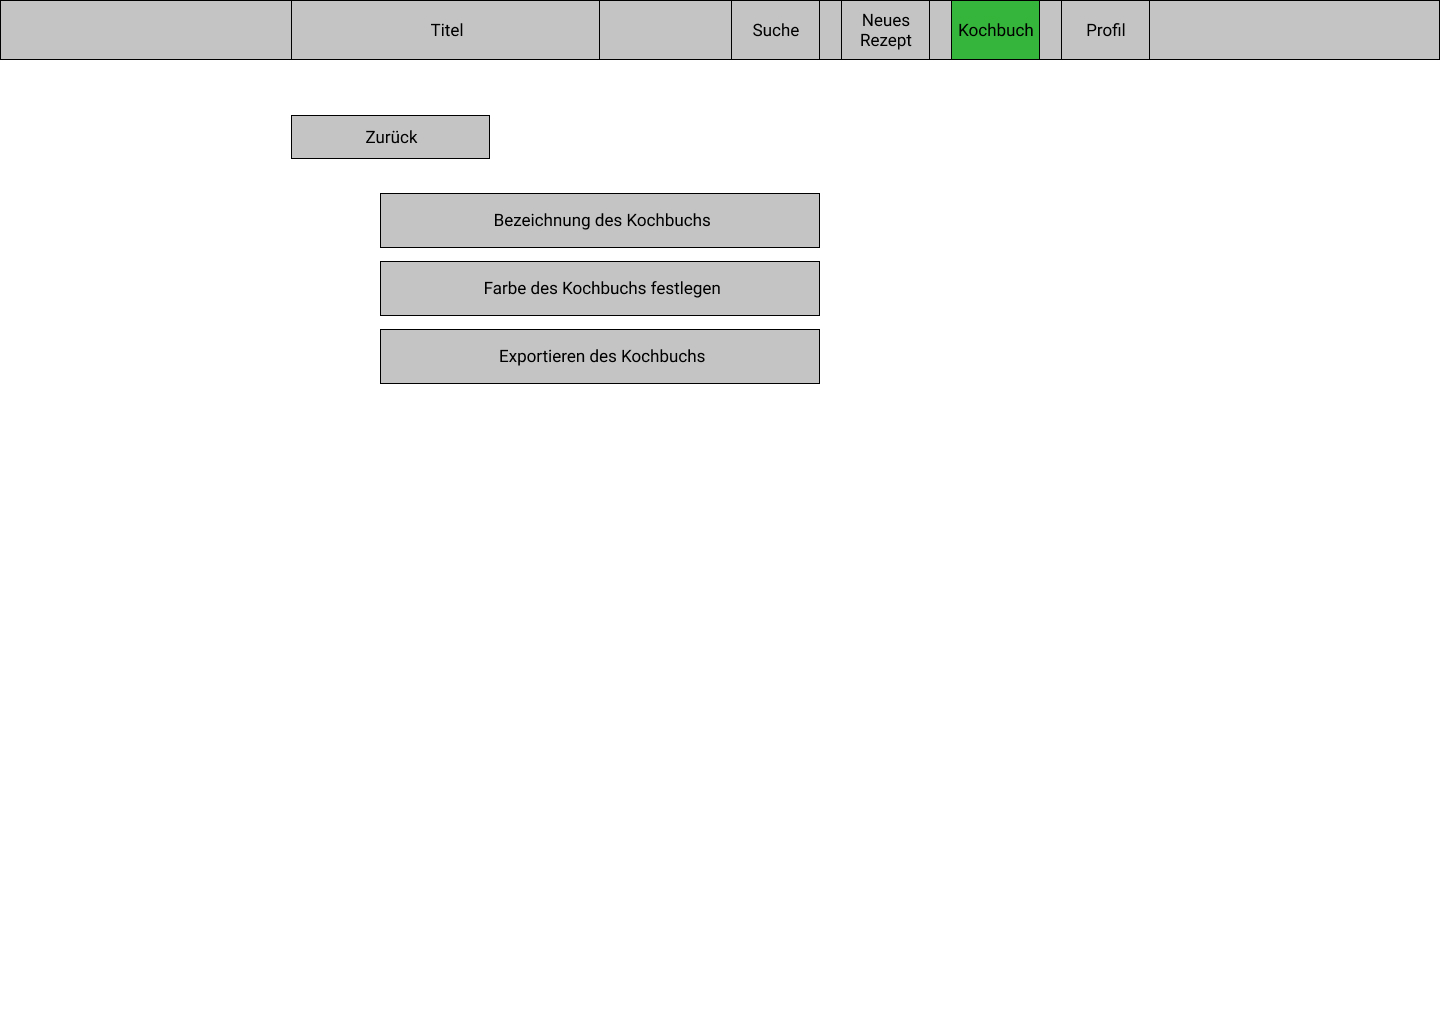 Titel
Suche
Neues
Rezept
Kochbuch
Profil
Zurück
Bezeichnung des Kochbuchs
Farbe des Kochbuchs festlegen
Exportieren des Kochbuchs